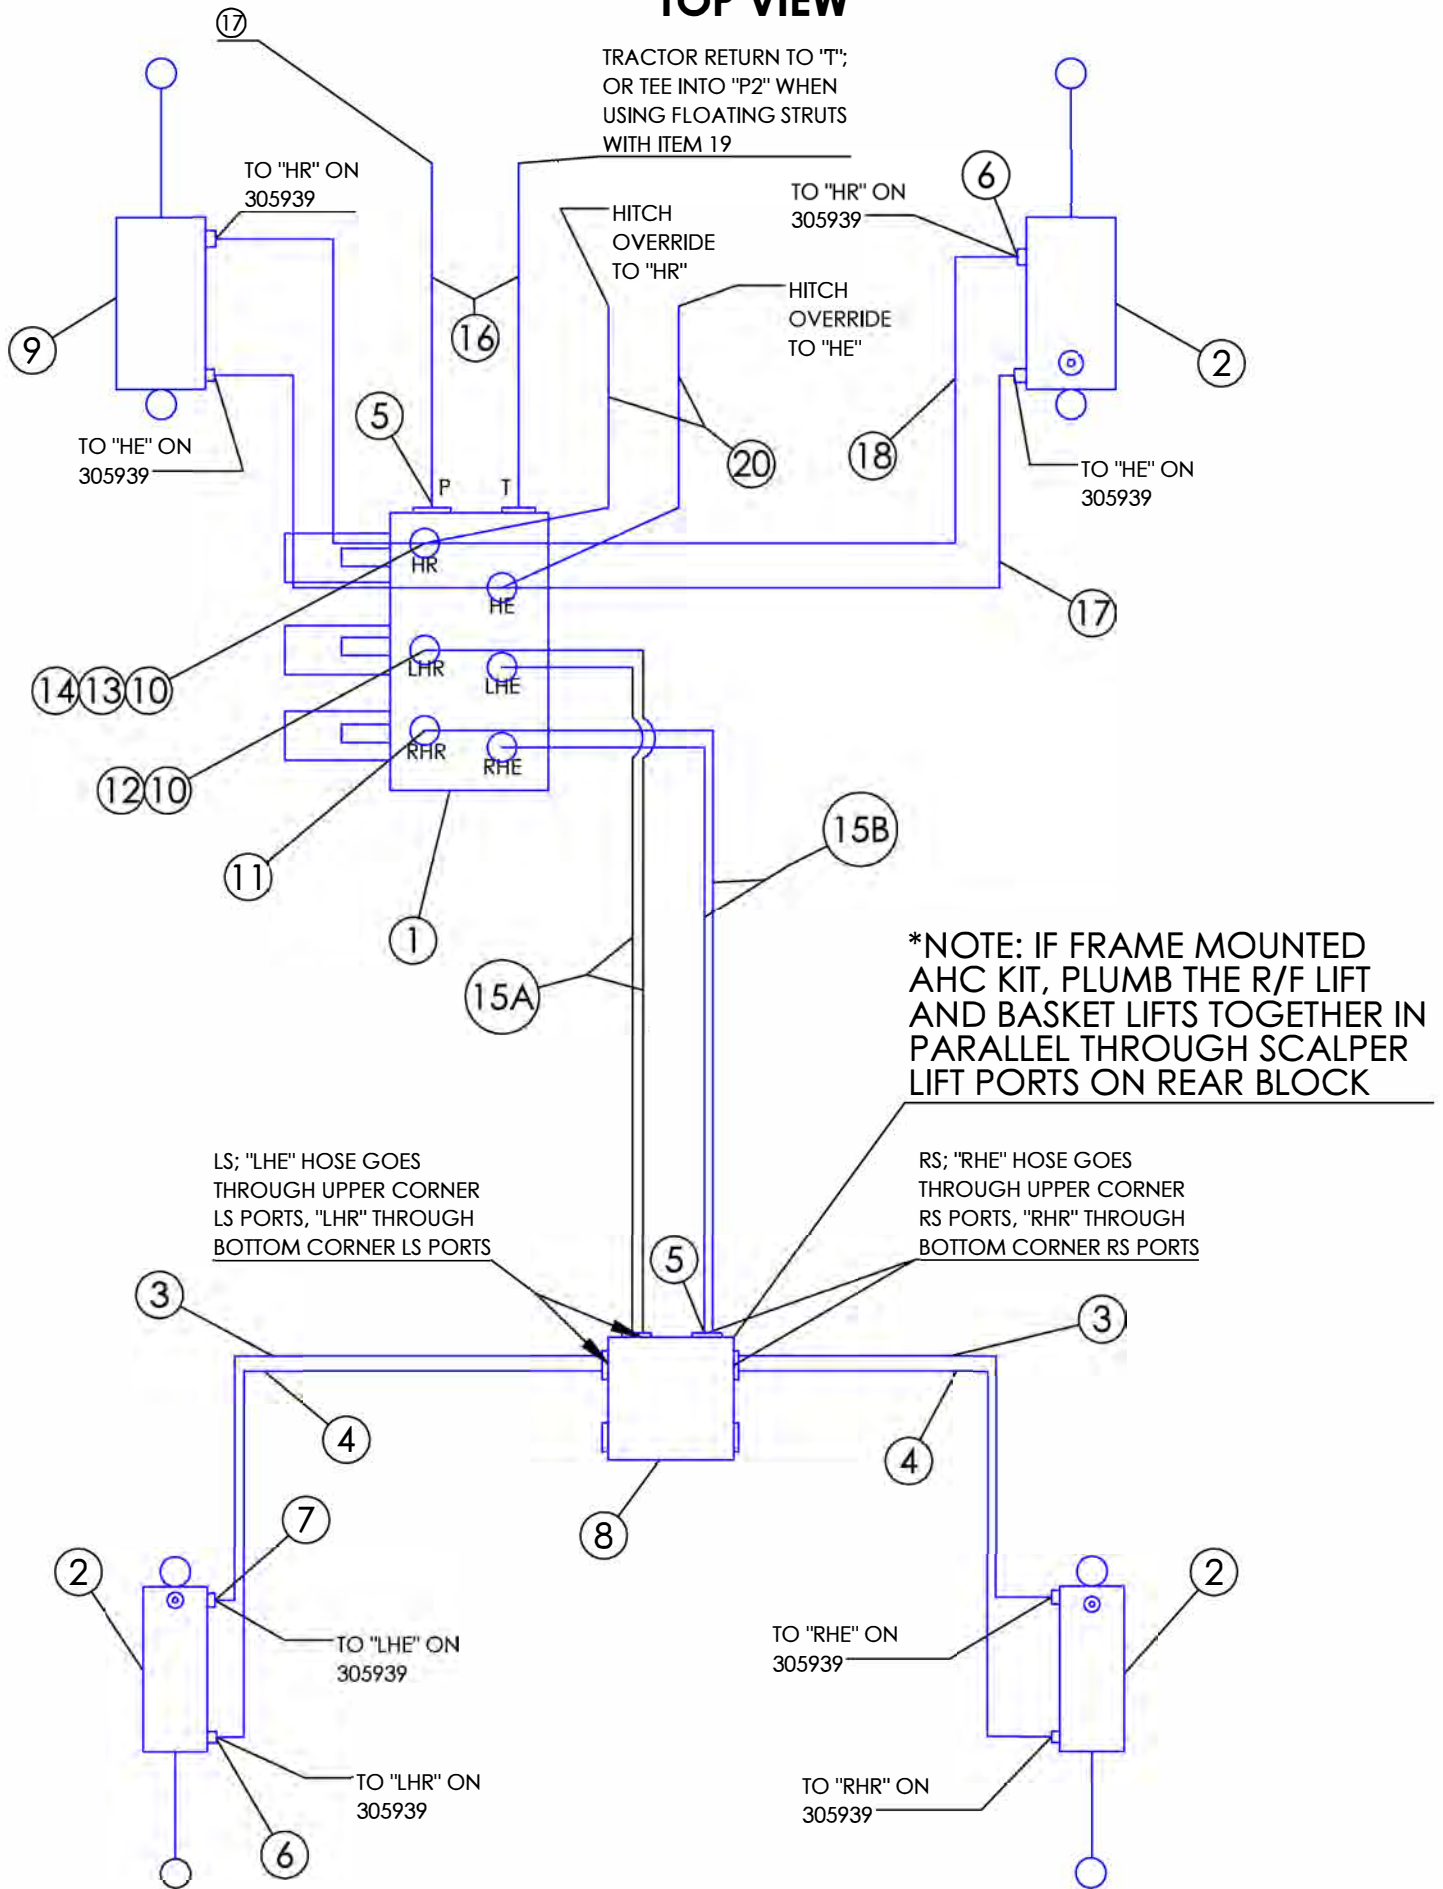 TOP VIEW
17
TRACTOR RETURN TO "T";
OR TEE INTO "P2" WHEN
USING FLOATING STRUTS
WITH ITEM 19
TO "HR" ON
305939
TO "HR" ON
305939
6
HITCH
OVERRIDE
TO "HR"
HITCH
OVERRIDE
TO "HE"
9
16
2
5
20
18
TO "HE" ON
305939
TO "HE" ON
305939
P
T
HR
HE
17
LHR
LHE
14 13 10
RHR
RHE
12 10
15B
11
1
15A
*NOTE: IF FRAME MOUNTED
AHC KIT, PLUMB THE R/F LIFT
AND BASKET LIFTS TOGETHER IN
PARALLEL THROUGH SCALPER
LIFT PORTS ON REAR BLOCK
LS; "LHE" HOSE GOES
THROUGH UPPER CORNER
LS PORTS, "LHR" THROUGH
BOTTOM CORNER LS PORTS
RS; "RHE" HOSE GOES
THROUGH UPPER CORNER
RS PORTS, "RHR" THROUGH
BOTTOM CORNER RS PORTS
5
3
3
4
4
7
8
2
2
TO "LHE" ON
305939
TO "RHE" ON
305939
TO "LHR" ON
305939
TO "RHR" ON
305939
6